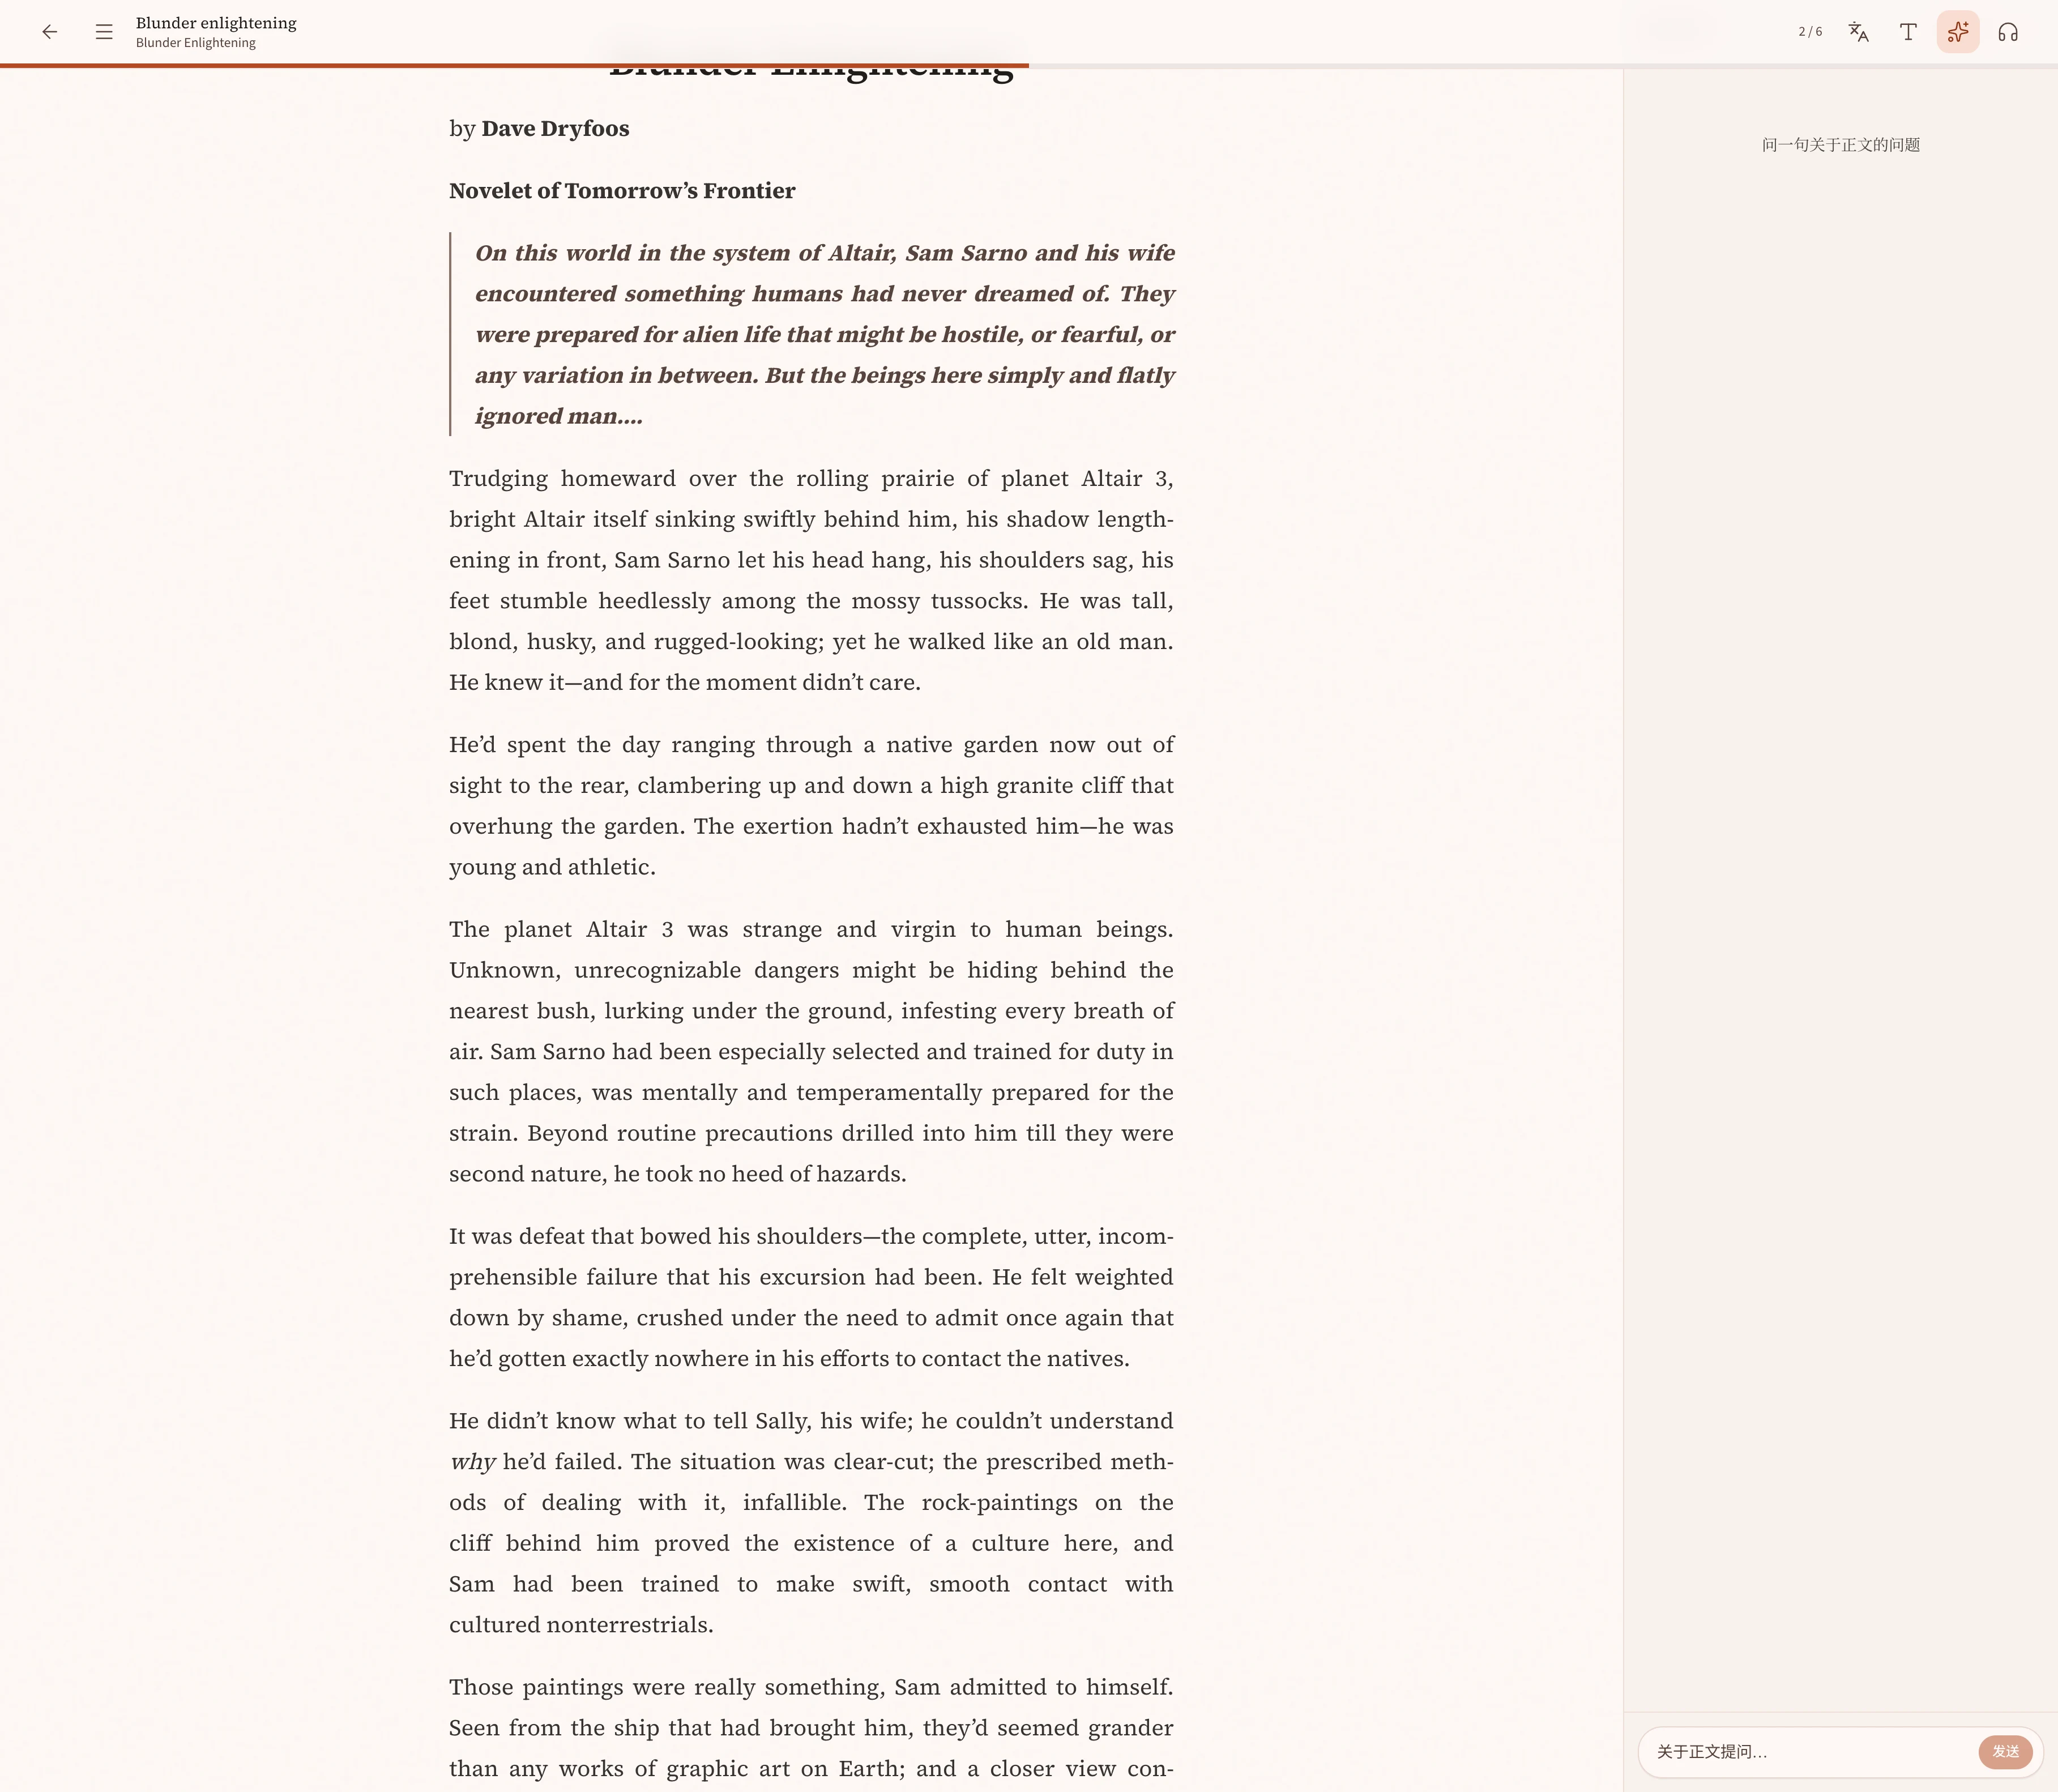 Blunder enlightening
Blunder Enlightening
2 / 6
Blunder Enlightening
by Dave Dryfoos
Novelet of Tomorrow’s Frontier
On this world in the system of Altair, Sam Sarno and his wife
encountered something humans had never dreamed of. They
were prepared for alien life that might be hostile, or fearful, or
any variation in between. But the beings here simply and flatly
ignored man....
Trudging homeward over the rolling prairie of planet Altair 3,
bright Altair itself sinking swiftly behind him, his shadow length-
ening in front, Sam Sarno let his head hang, his shoulders sag, his
feet stumble heedlessly among the mossy tussocks. He was tall,
blond, husky, and rugged-looking; yet he walked like an old man.
He knew it—and for the moment didn’t care.
He’d spent the day ranging through a native garden now out of
sight to the rear, clambering up and down a high granite cliff that
overhung the garden. The exertion hadn’t exhausted him—he was
young and athletic.
The planet Altair 3 was strange and virgin to human beings.
Unknown, unrecognizable dangers might be hiding behind the
nearest bush, lurking under the ground, infesting every breath of
air. Sam Sarno had been especially selected and trained for duty in
such places, was mentally and temperamentally prepared for the
strain. Beyond routine precautions drilled into him till they were
second nature, he took no heed of hazards.
It was defeat that bowed his shoulders—the complete, utter, incom-
prehensible failure that his excursion had been. He felt weighted
down by shame, crushed under the need to admit once again that
he’d gotten exactly nowhere in his efforts to contact the natives.
He didn’t know what to tell Sally, his wife; he couldn’t understand
why he’d failed. The situation was clear-cut; the prescribed meth-
ods of dealing with it, infallible. The rock-paintings on the
cliff behind him proved the existence of a culture here, and
Sam had been trained to make swift, smooth contact with
cultured nonterrestrials.
Those paintings were really something, Sam admitted to himself.
Seen from the ship that had brought him, they’d seemed grander
than any works of graphic art on Earth; and a closer view con-
问一句关于正文的问题
关于正文提问…
发送